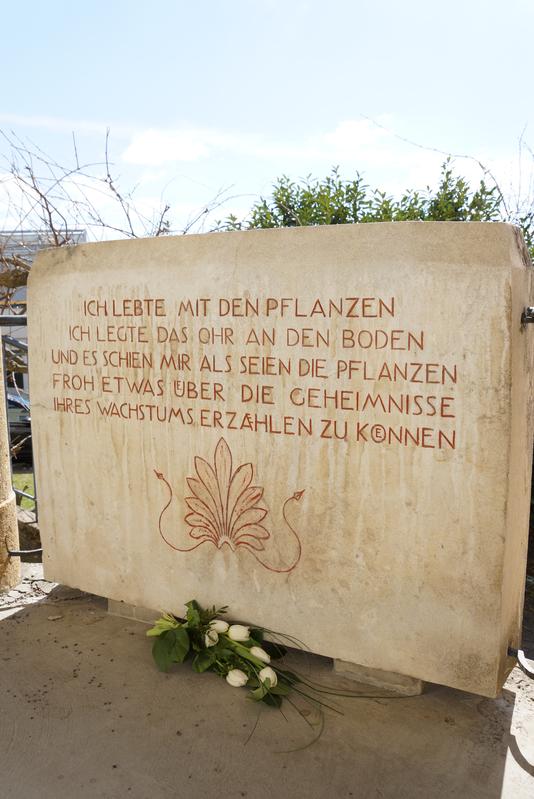 ICH LEBTE MIT DEN PFLANZEN
ICH LEGTE DAS OHR AN DEN BODEN
UND ES SCHIEN MIR ALS SEIEN DIE PFLANZEN
FROH ETWAS ÜBER DIE GEHEIMNISSE
IHRES WACHSTUMS ERZÄHLEN ZU KÖNNEN